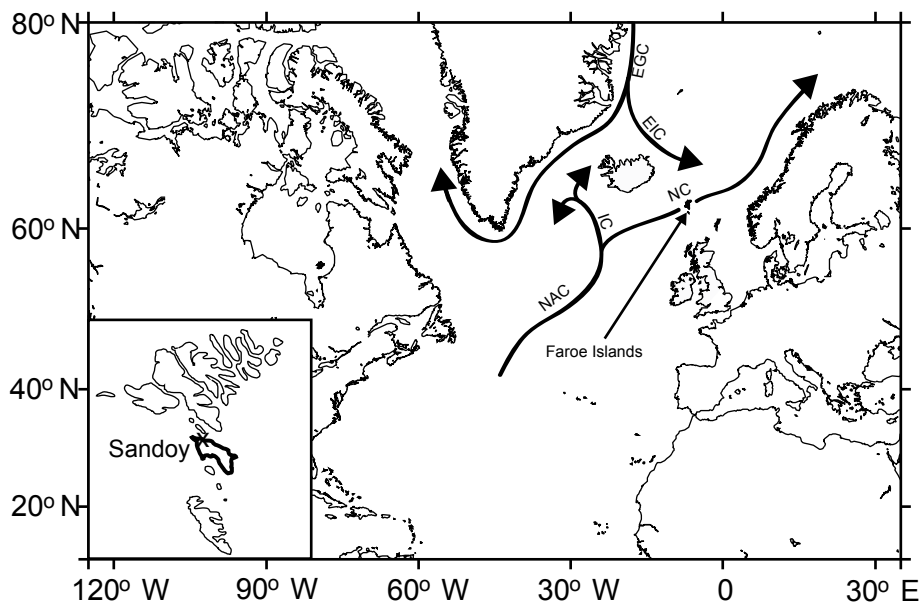 80º N
EGC
EIC
NC
60º N
IC
NAC
Faroe Islands
40º N
Sandoy
20º N
120º W
90º W
60º W
30º W
0
30º E